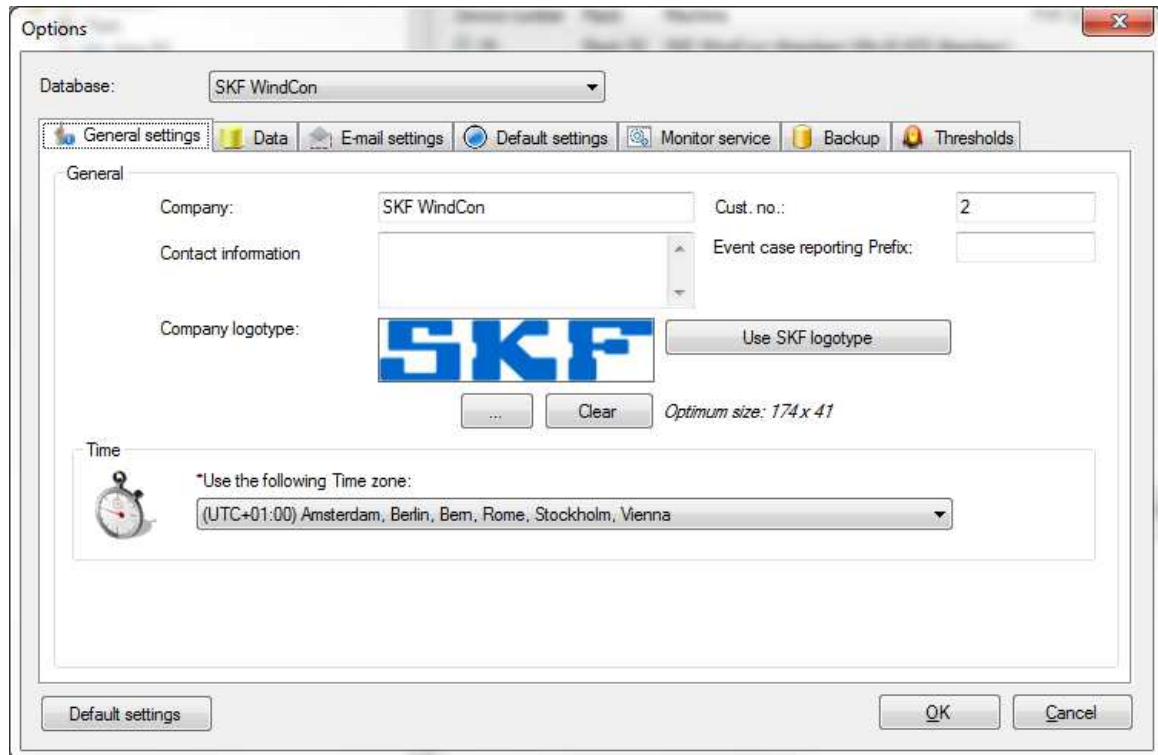 Options
Database: SKF WindCon
General settings Data E-mail settings Default settings Monitor service Backup Thresholds
General
Company: SKF WindCon Cust. no.: 2
Contact information Event case reporting Prefix:
Company logotype: SKF Use SKF logotype
... Clear Optimum size: 174 x 41
Time
*Use the following Time zone:
(UTC+01:00) Amsterdam, Berlin, Bern, Rome, Stockholm, Vienna
Default settings OK Cancel